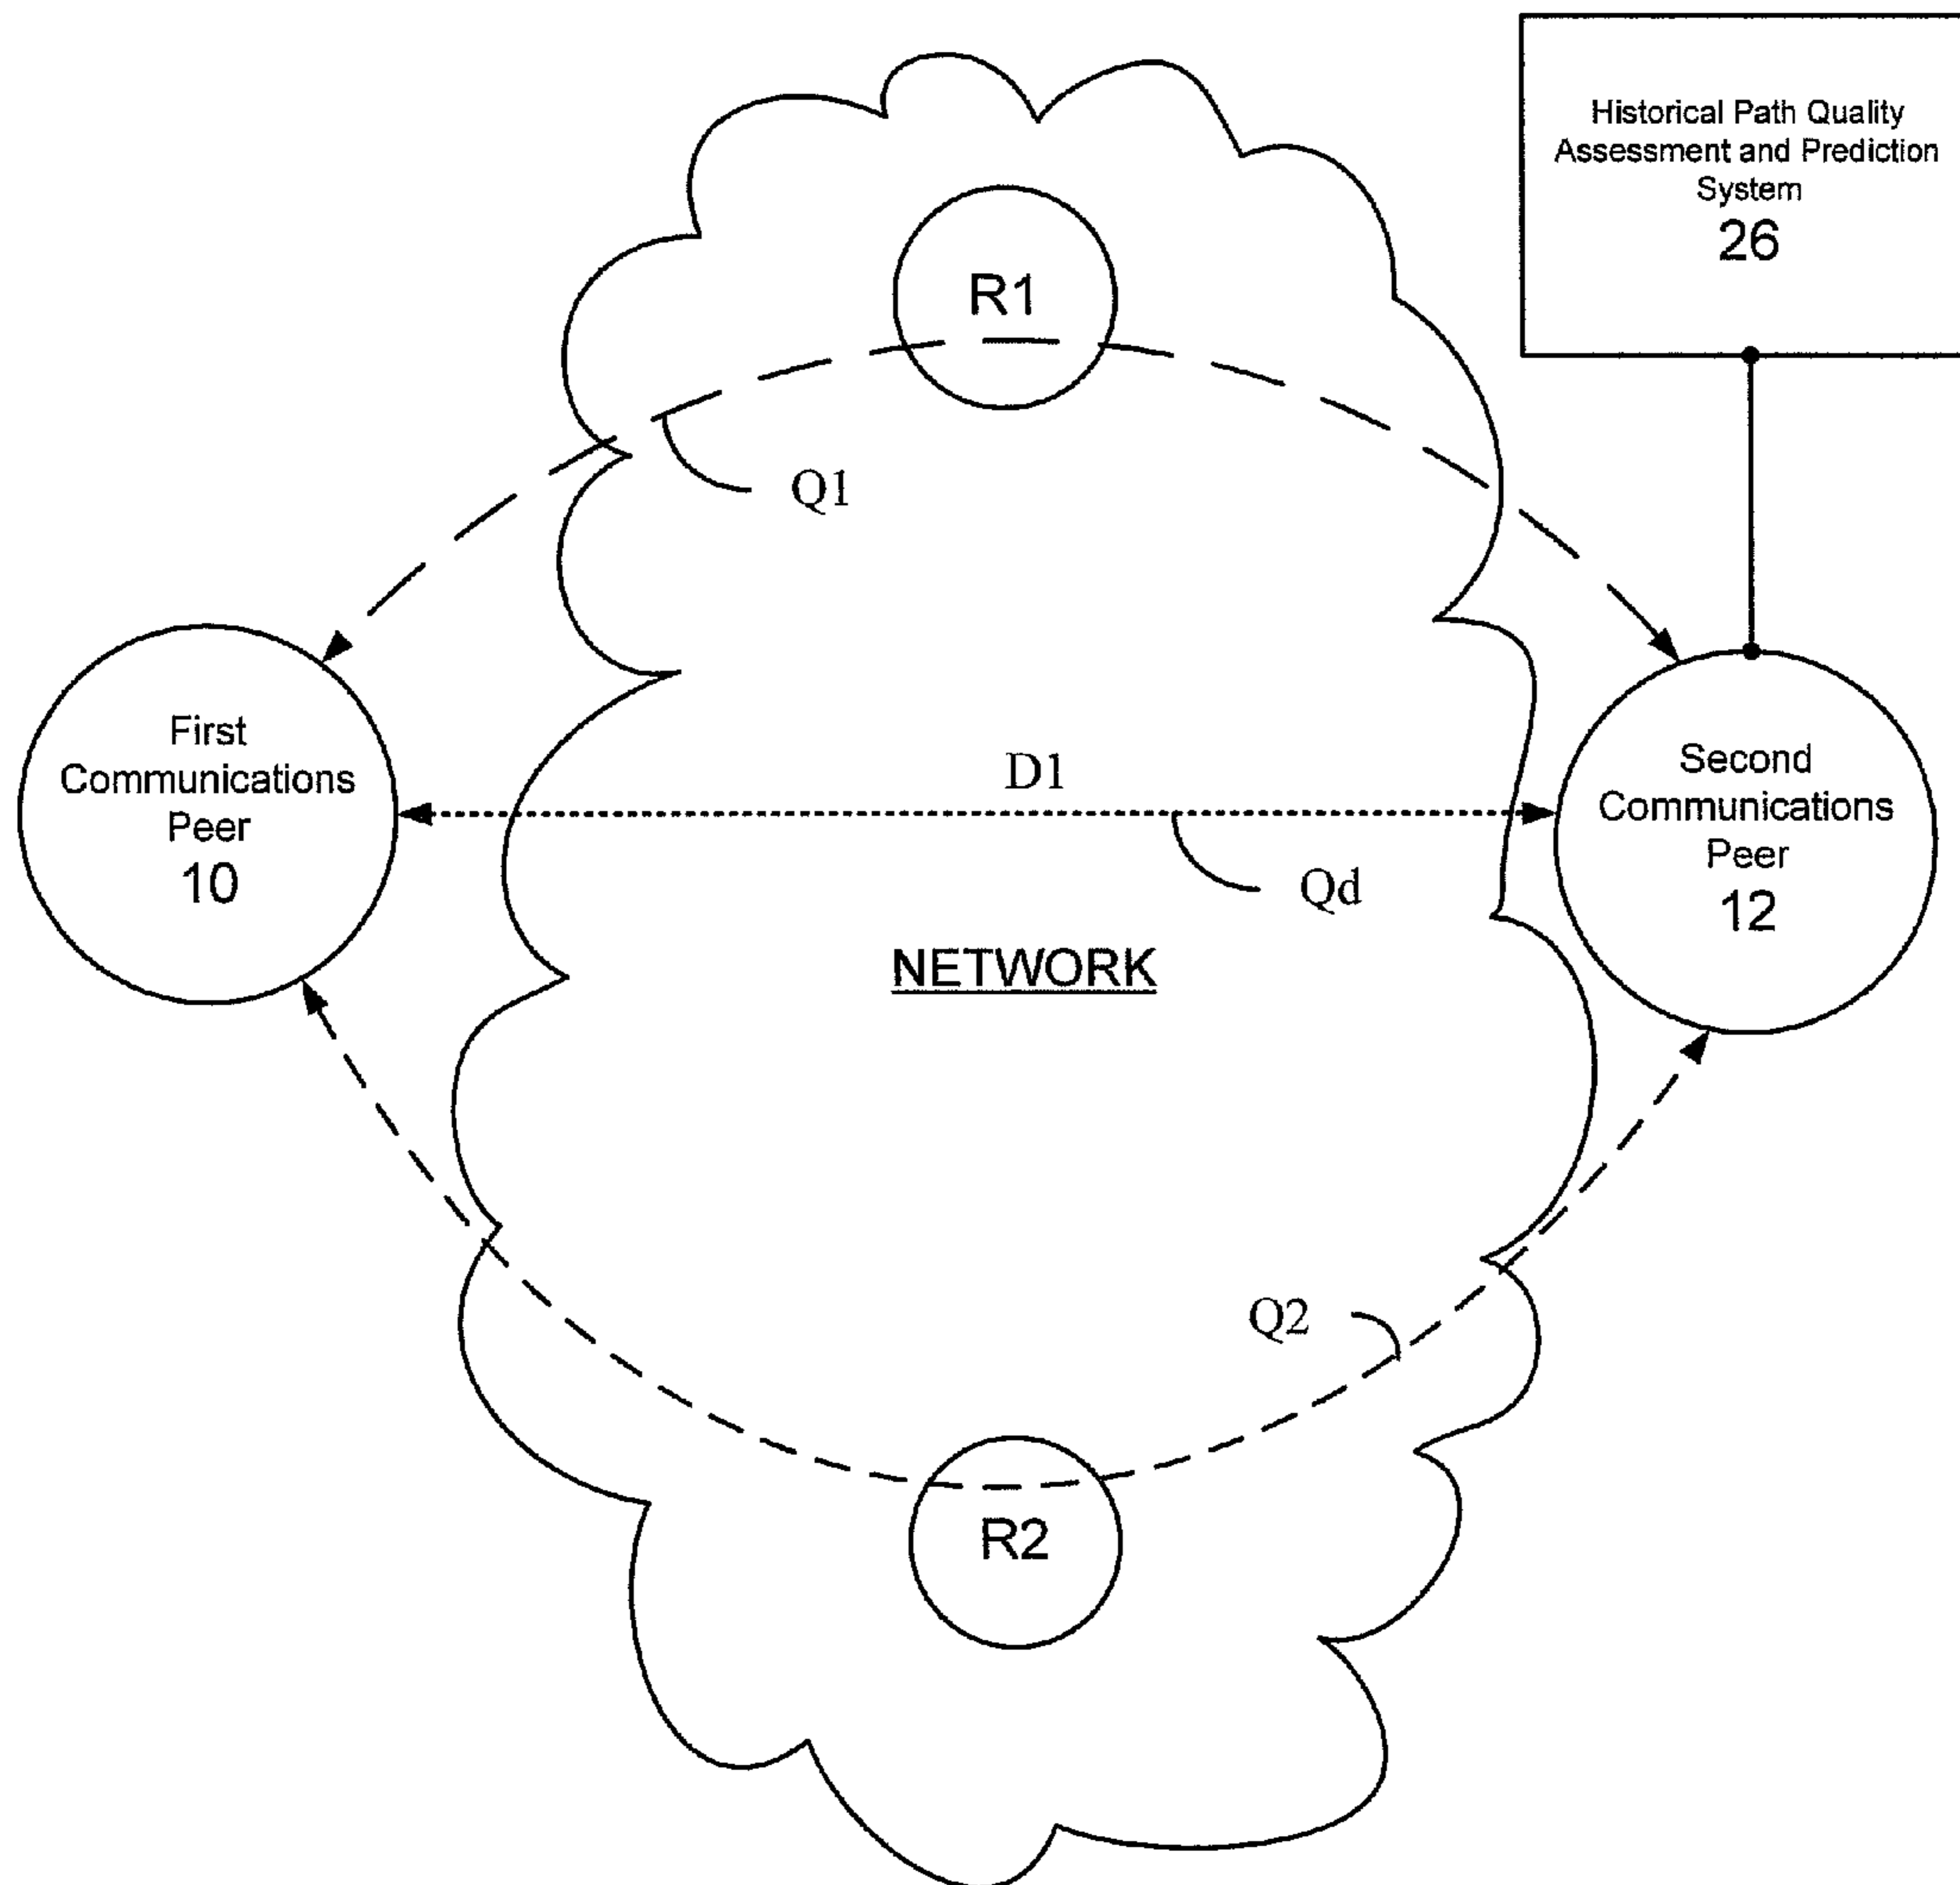 Historical Path Quality
Assessment and Prediction
System
26
R1
Q1
First
Communications
Peer
10
D1
Second
Communications
Peer
12
Qd
NETWORK
Q2
R2